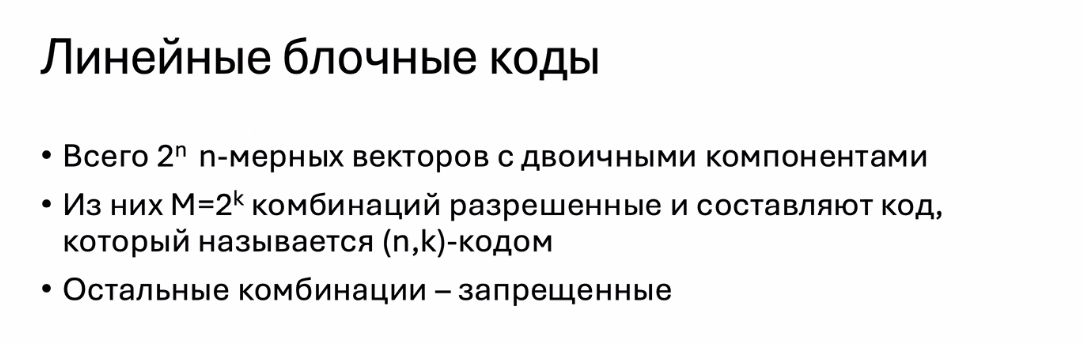 Линейные блочные коды
• Всего 2ⁿ n-мерных векторов с двоичными компонентами
• Из них M=2ᵏ комбинаций разрешенные и составляют код,
который называется (n,k)-кодом
• Остальные комбинации – запрещенные